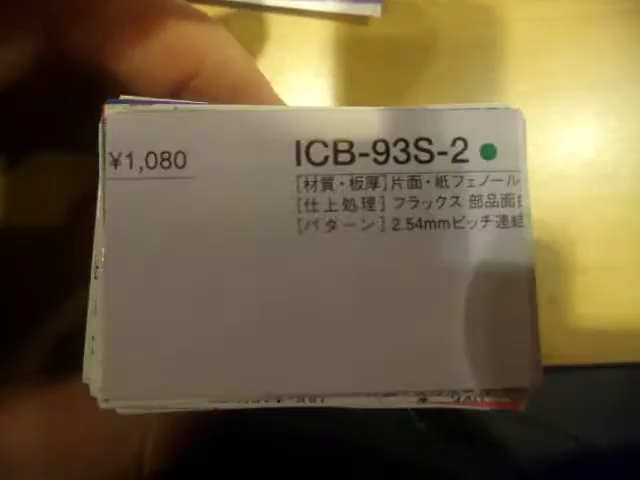 ¥1,080
ICB-93S-2
[材質・板厚]片面・紙フェノール
[仕上処理] フラックス 部品面
[パターン] 2.54mmピッチ連結